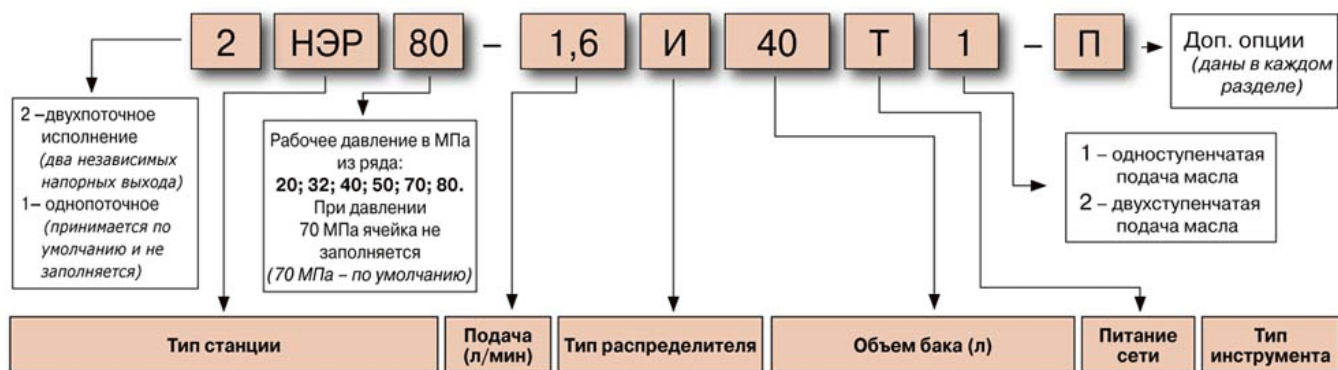 2 НЭР 80 – 1,6 И 40 Т 1 – П
Доп. опции
(даны в каждом
разделе)
2 –двухпоточное
исполнение
(два независимых
напорных выхода)
1– однопоточное
(принимается по
умолчанию и не
заполняется)
Рабочее давление в МПа
из ряда:
20; 32; 40; 50; 70; 80.
При давлении
70 МПа ячейка не
заполняется
(70 МПа – по умолчанию)
1 – одноступенчатая
подача масла
2 – двухступенчатая
подача масла
Тип станции
Подача
(л/мин)
Тип распределителя
Объем бака (л)
Питание
сети
Тип
инструмента